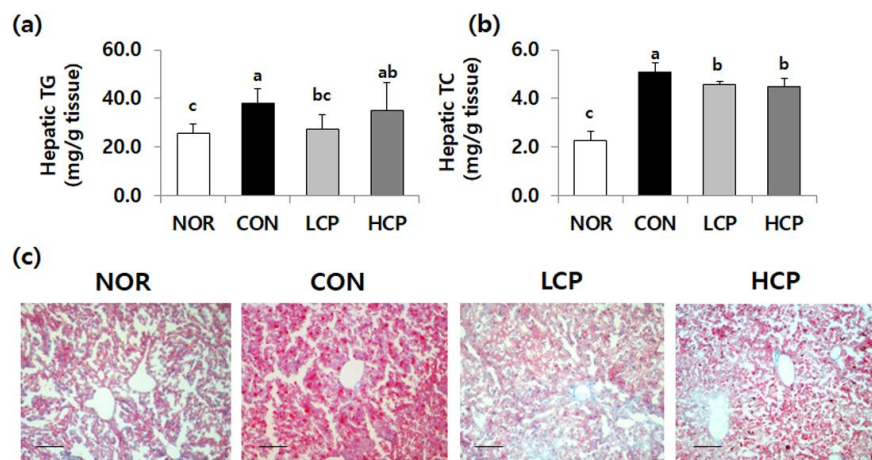 (a)
60.0
40.0
20.0
0.0
Hepatic TG
(mg/g tissue)
c
a
bc
ab
NOR CON LCP HCP
(b)
6.0
4.0
2.0
0.0
Hepatic TC
(mg/g tissue)
c
a
b
b
NOR CON LCP HCP
(c)
NOR CON LCP HCP